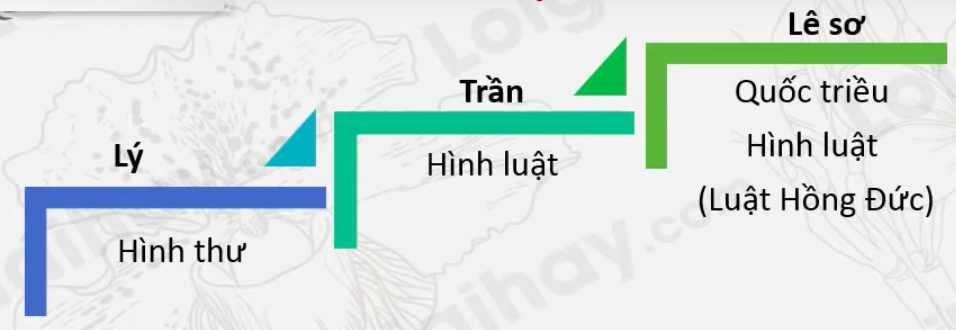 Lý
Hình thư
Trần
Hình luật
Lê sơ
Quốc triều
Hình luật
(Luật Hồng Đức)